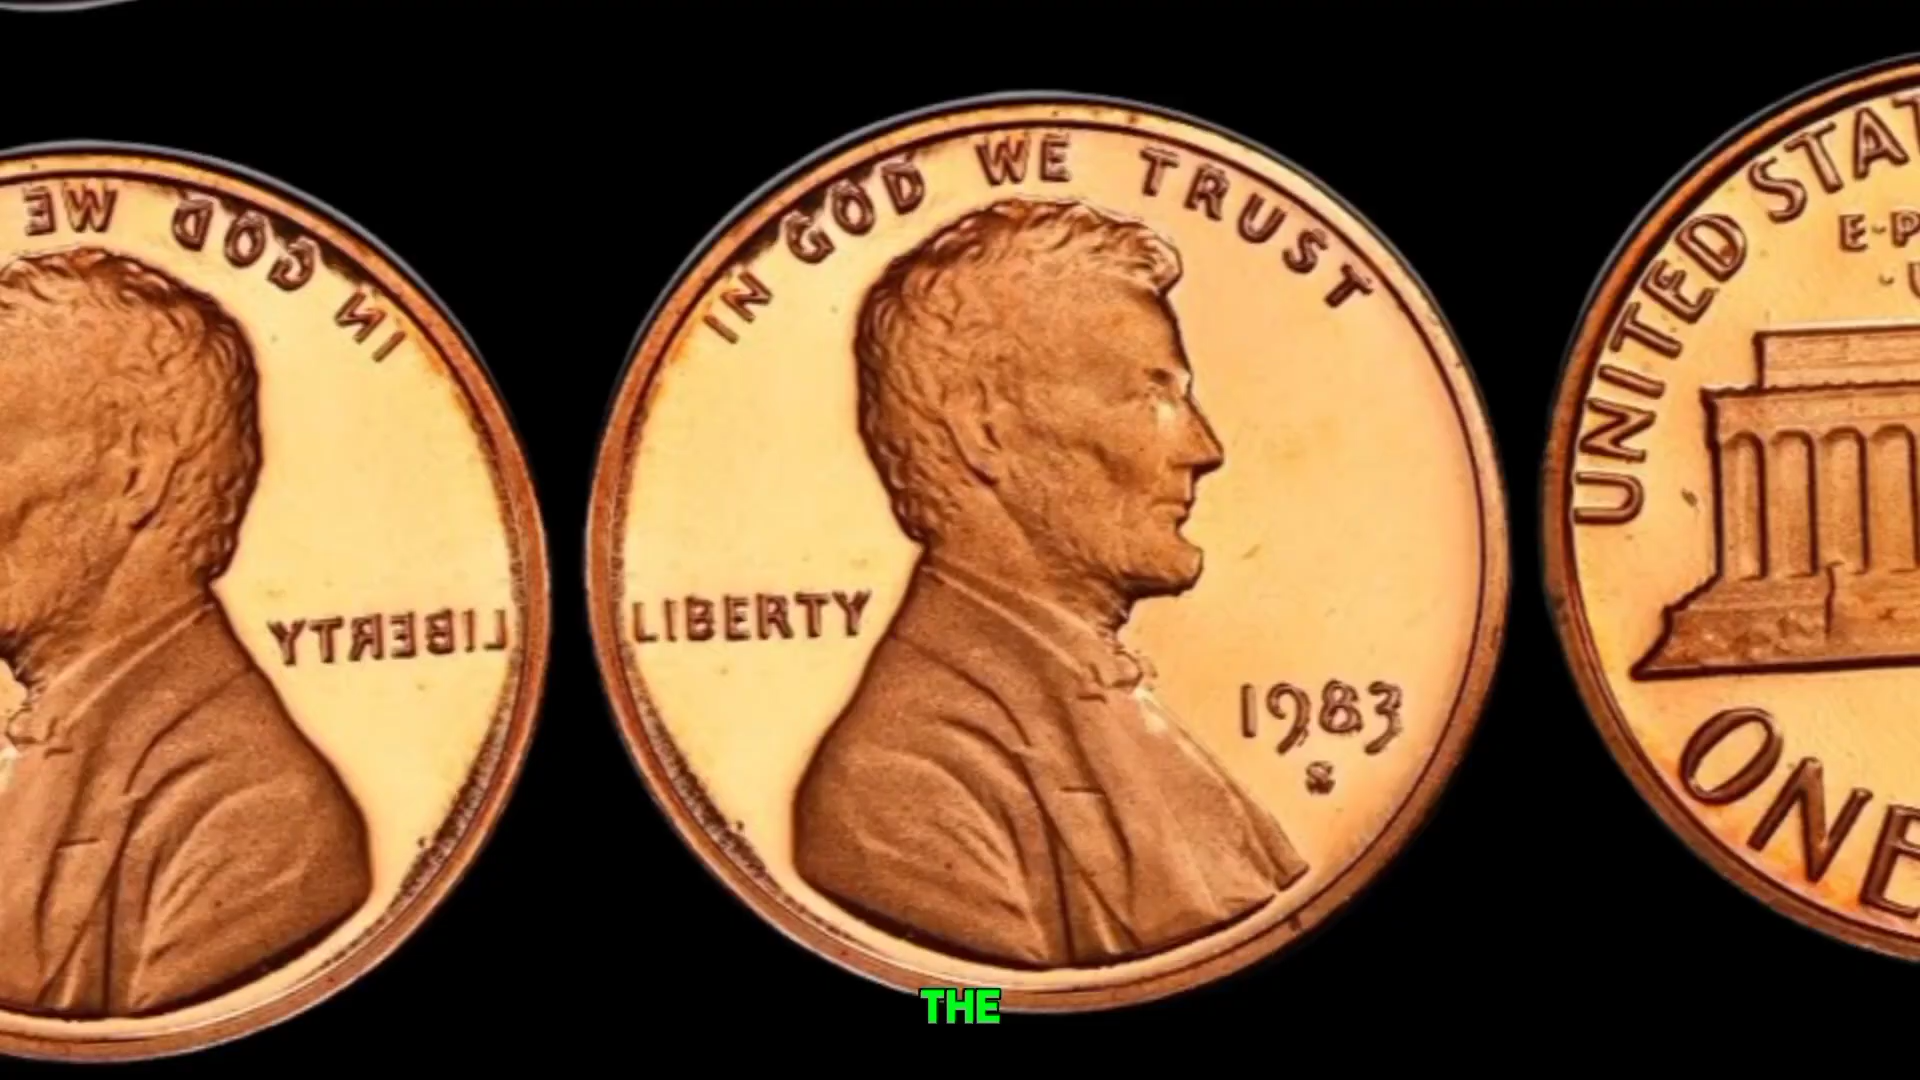 IN GOD WE
LIBERTY
IN GOD WE TRUST
LIBERTY
1983
S
UNITED STAT
E·P
·U
ONE
THE